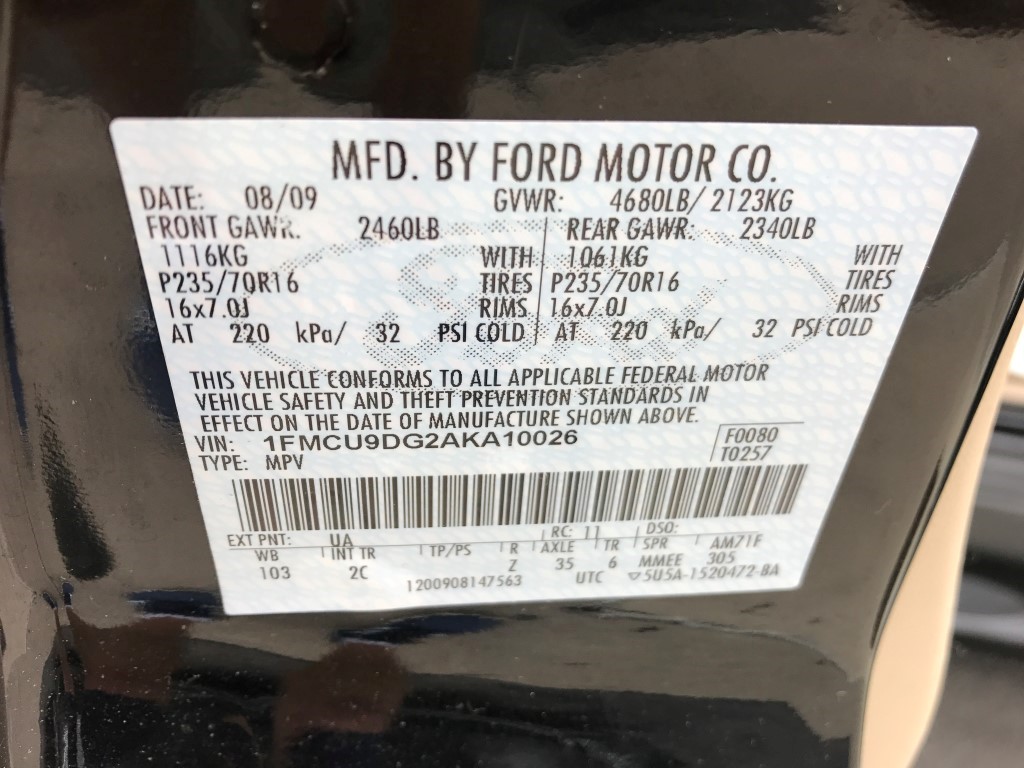 MFD. BY FORD MOTOR CO.
DATE: 08/09 GVWR: 4680LB/ 2123KG
FRONT GAWR: 2460LB REAR GAWR: 2340LB
1116KG WITH 1061KG WITH
P235/70R16 TIRES P235/70R16 TIRES
16x7.0J RIMS 16x7.0J RIMS
AT 220 kPa/ 32 PSI COLD AT 220 kPa/ 32 PSI COLD
THIS VEHICLE CONFORMS TO ALL APPLICABLE FEDERAL MOTOR
VEHICLE SAFETY AND THEFT PREVENTION STANDARDS IN
EFFECT ON THE DATE OF MANUFACTURE SHOWN ABOVE.
VIN: 1FMCU9DG2AKA10026 F0080
TYPE: MPV T0257
EXT PNT: UA RC: 11 DSO:
WB INT TR TP/PS R AXLE TR SPR AM71F
103 2C Z 35 6 MMEE 305
1200908147563 UTC ▽5U5A-1520472-BA